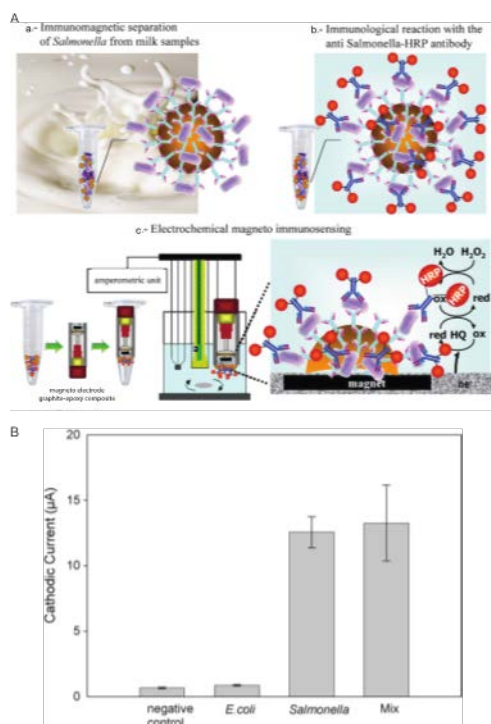 A
a.- Immunomagnetic separation
of Salmonella from milk samples
b.- Immunological reaction with the
anti Salmonella-HRP antibody
c.- Electrochemical magneto immunosensing
amperometric unit
magneto electrode
graphite-epoxy composite
H₂O H₂O₂
HRP
ox HRP red
red HQ ox
magnet
B
Cathodic Current (µA)
20
15
10
5
0
negative
control
E.coli
Salmonella
Mix